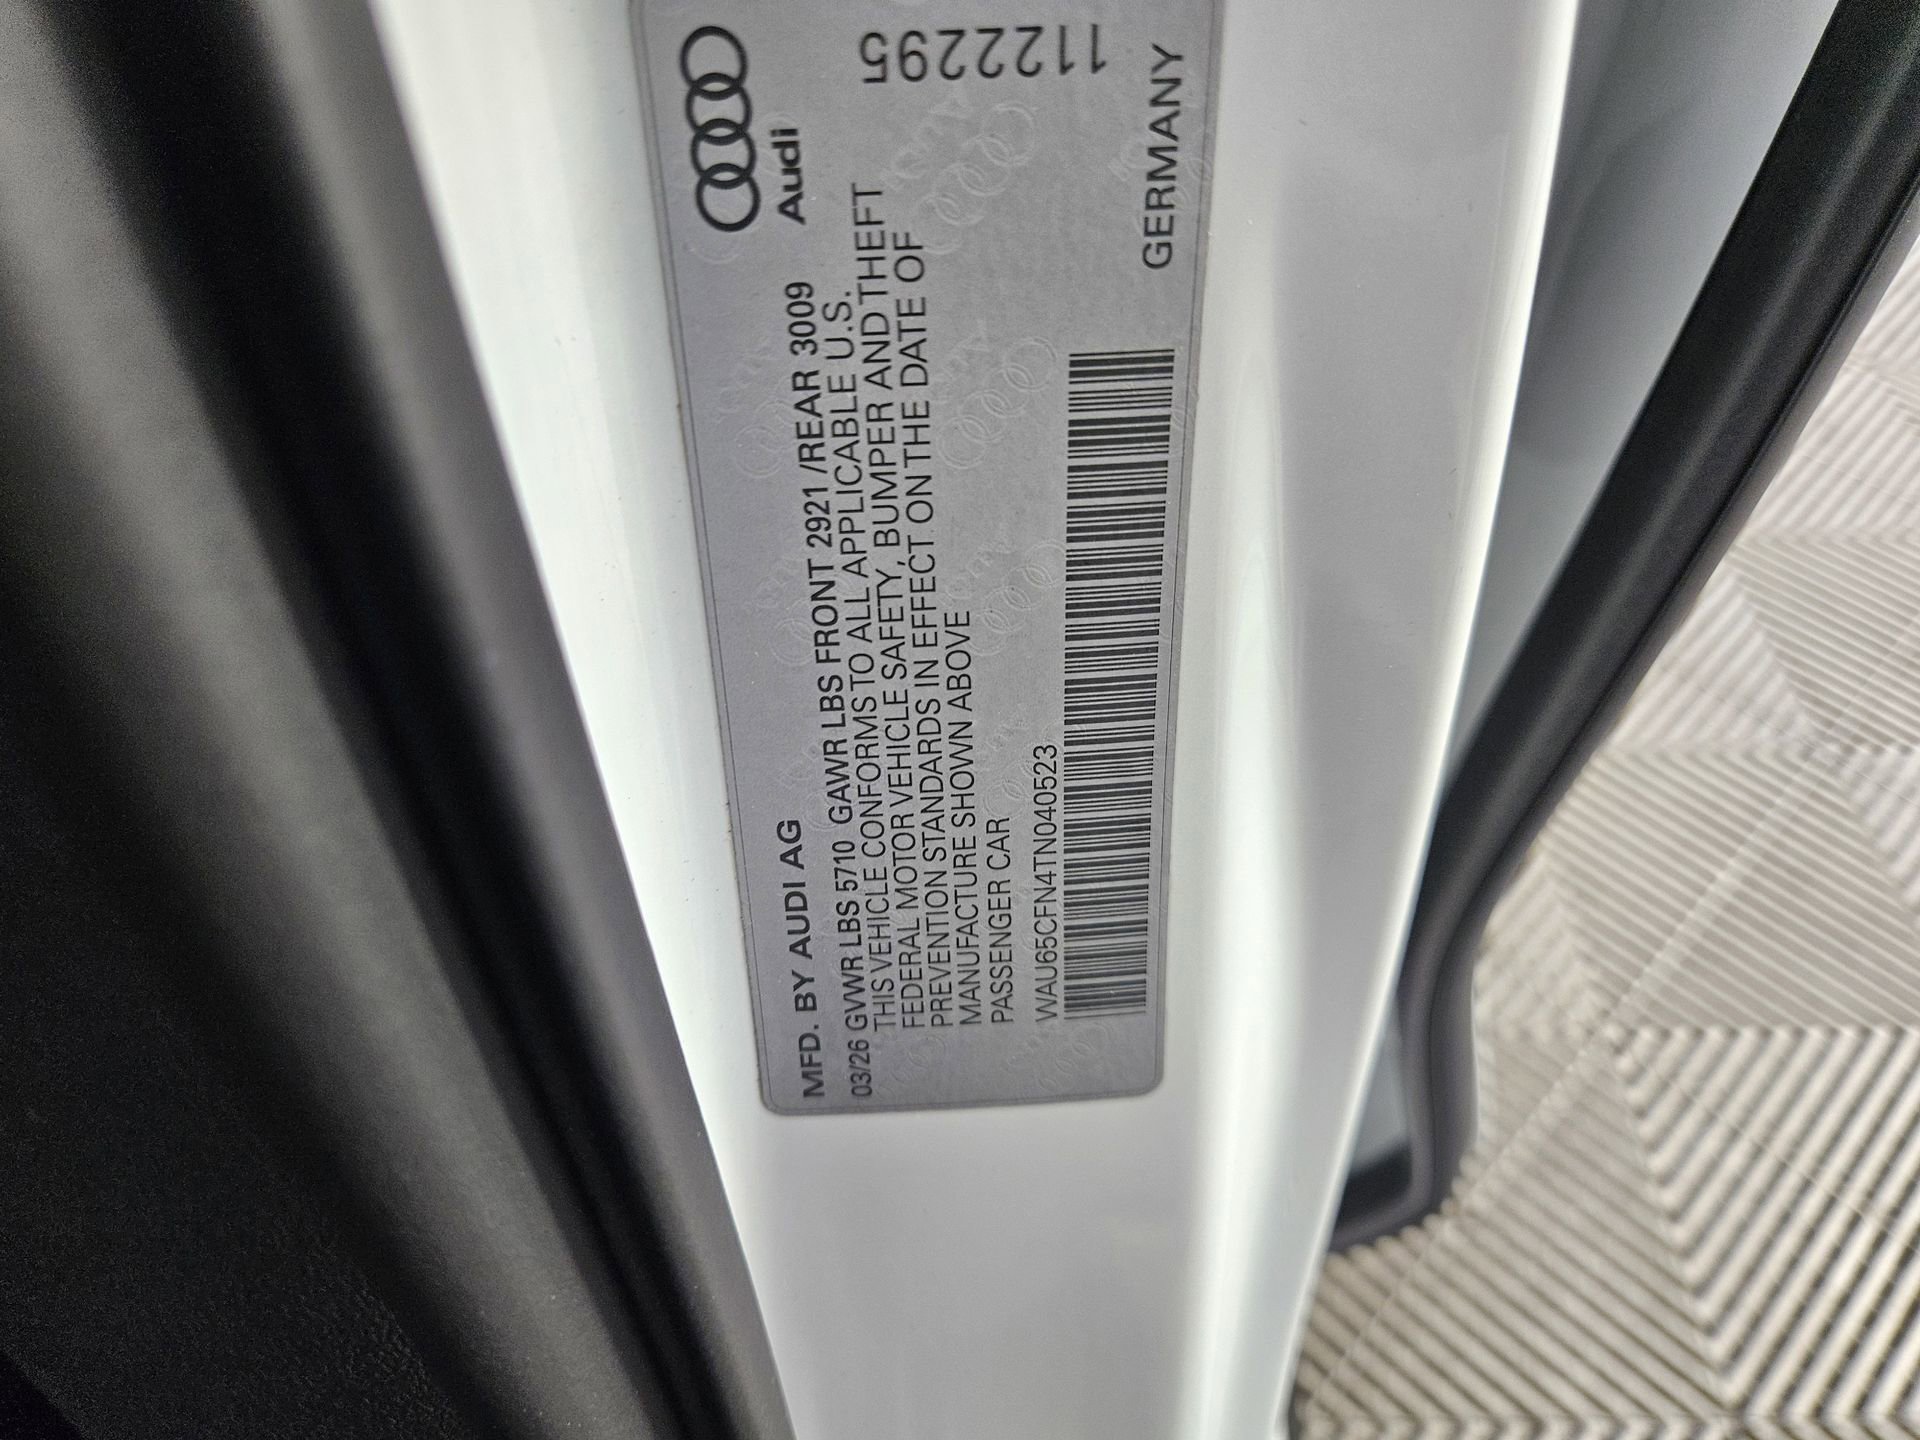 Audi
MFD. BY AUDI AG
03/26 GVWR LBS 5710 GAWR LBS FRONT 2921 /REAR 3009
THIS VEHICLE CONFORMS TO ALL APPLICABLE U.S.
FEDERAL MOTOR VEHICLE SAFETY, BUMPER AND THEFT
PREVENTION STANDARDS IN EFFECT ON THE DATE OF
MANUFACTURE SHOWN ABOVE
PASSENGER CAR
WAU65CFN4TN040523
GERMANY
1122295